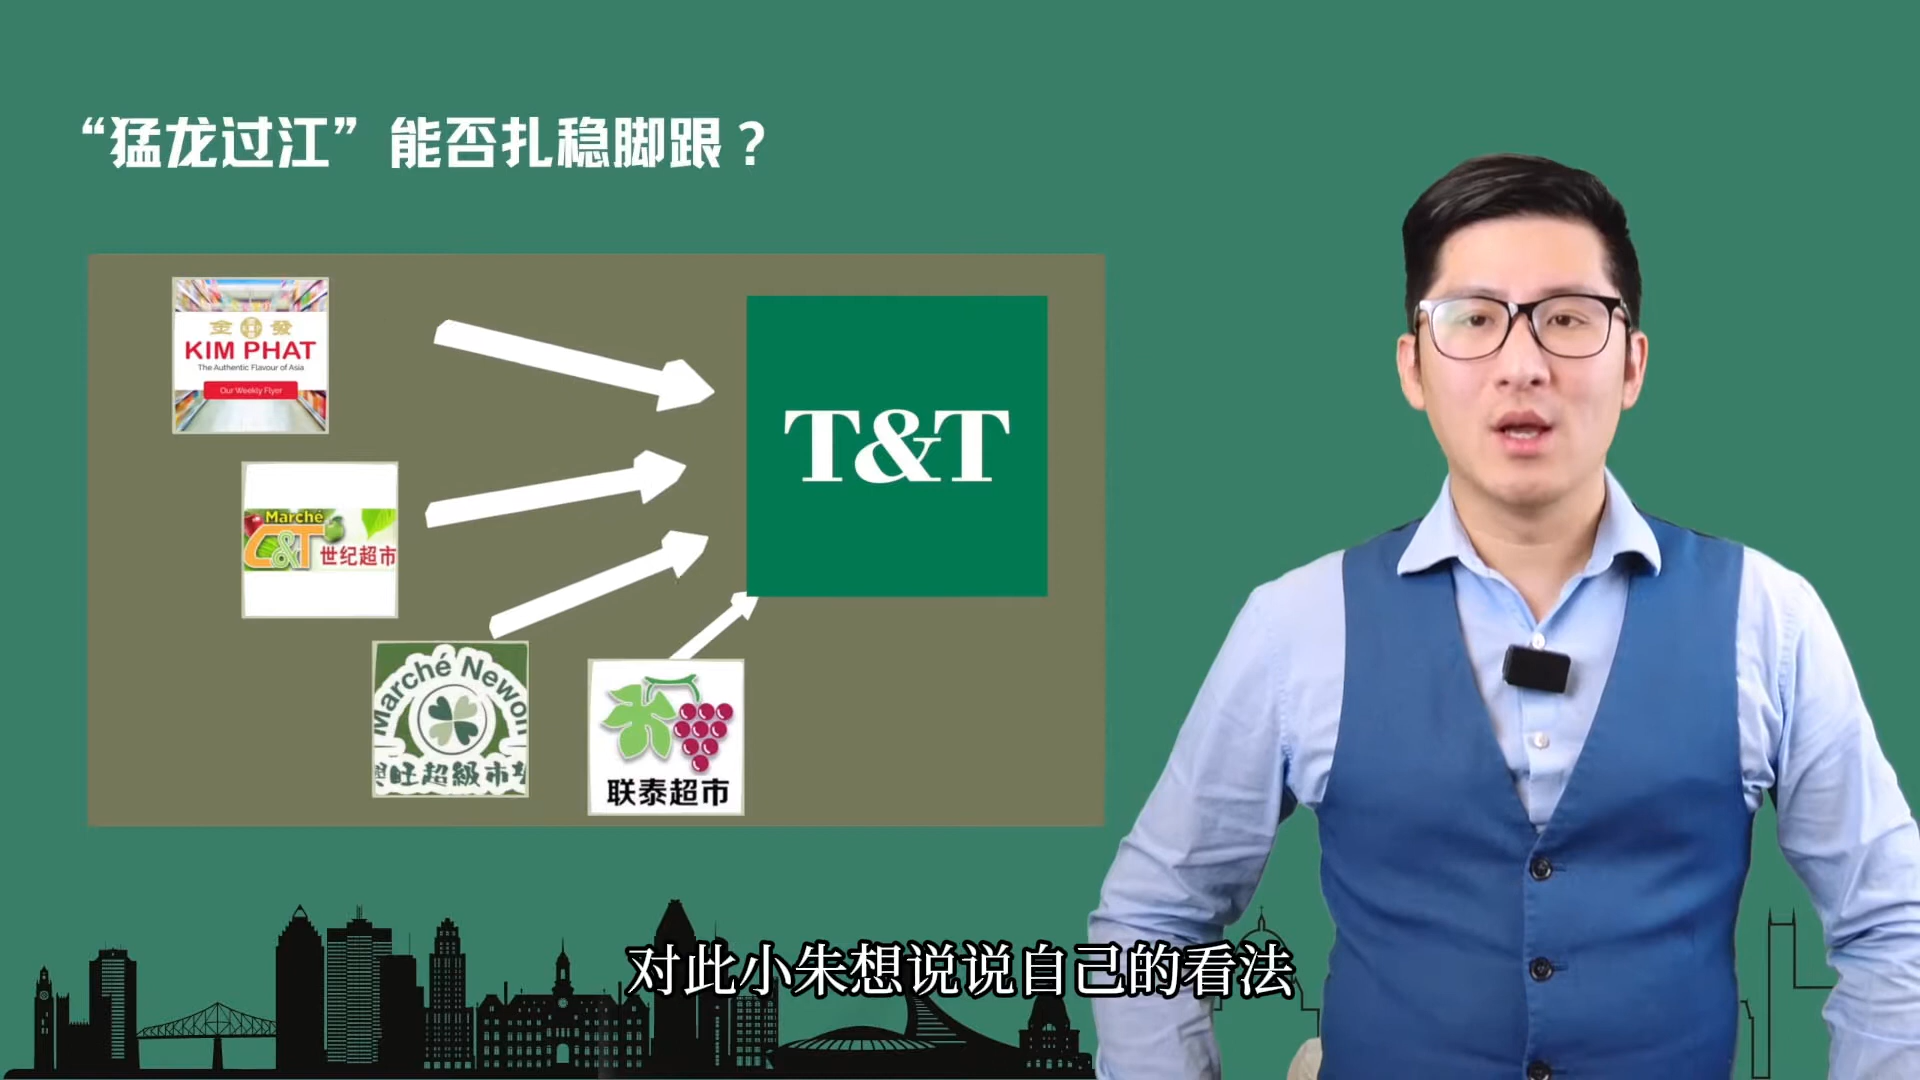 “猛龙过江”能否扎稳脚跟？
金發
KIM PHAT
The Authentic Flavour of Asia
Our Weekly Flyer
T&T
Marché
C&T世纪超市
Marché Newon
旺超級市
联泰超市
对此小朱想说说自己的看法